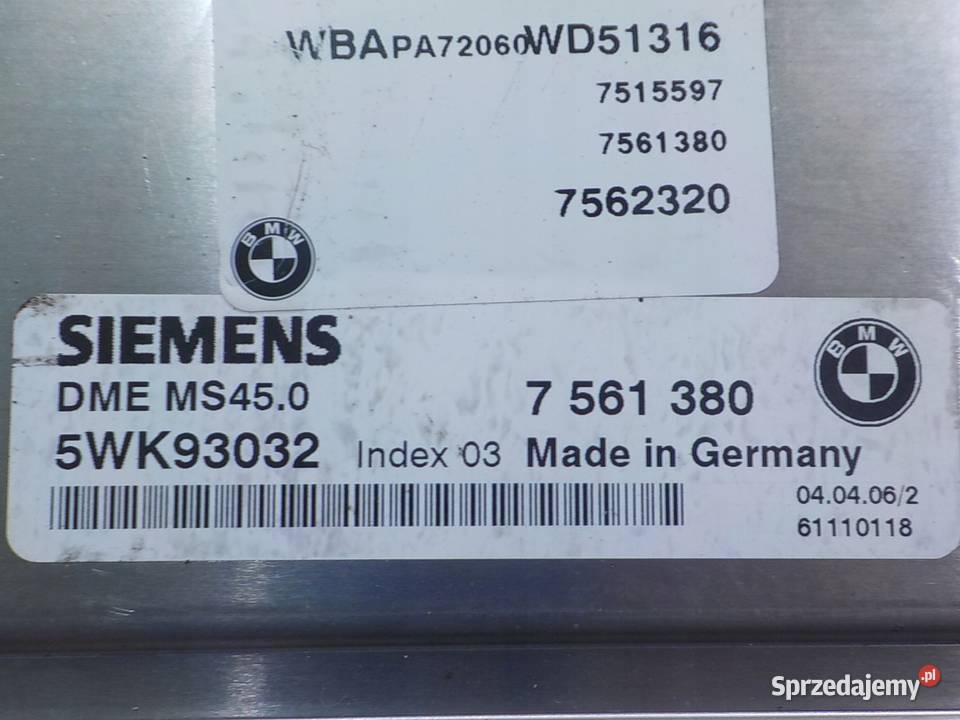 WBAPA72060WD51316
7515597
7561380
7562320
BMW
SIEMENS
BMW
DME MS45.0 7 561 380
5WK93032 Index 03 Made in Germany
04.04.06/2
61110118
Sprzedajemy.pl